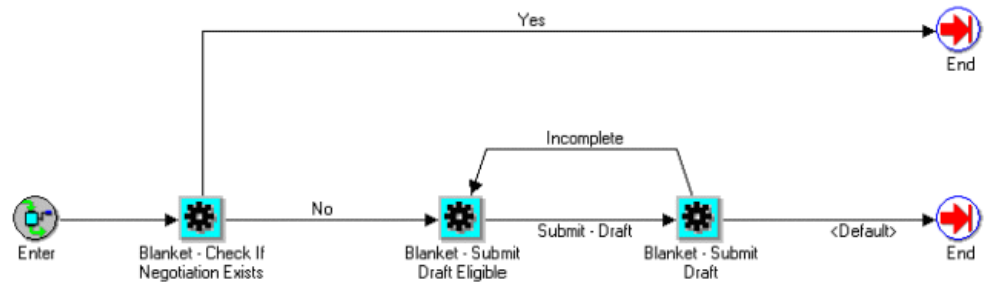 Yes
End
Incomplete
No
Submit - Draft
<Default>
Enter
Blanket - Check If
Negotiation Exists
Blanket - Submit
Draft Eligible
Blanket - Submit
Draft
End